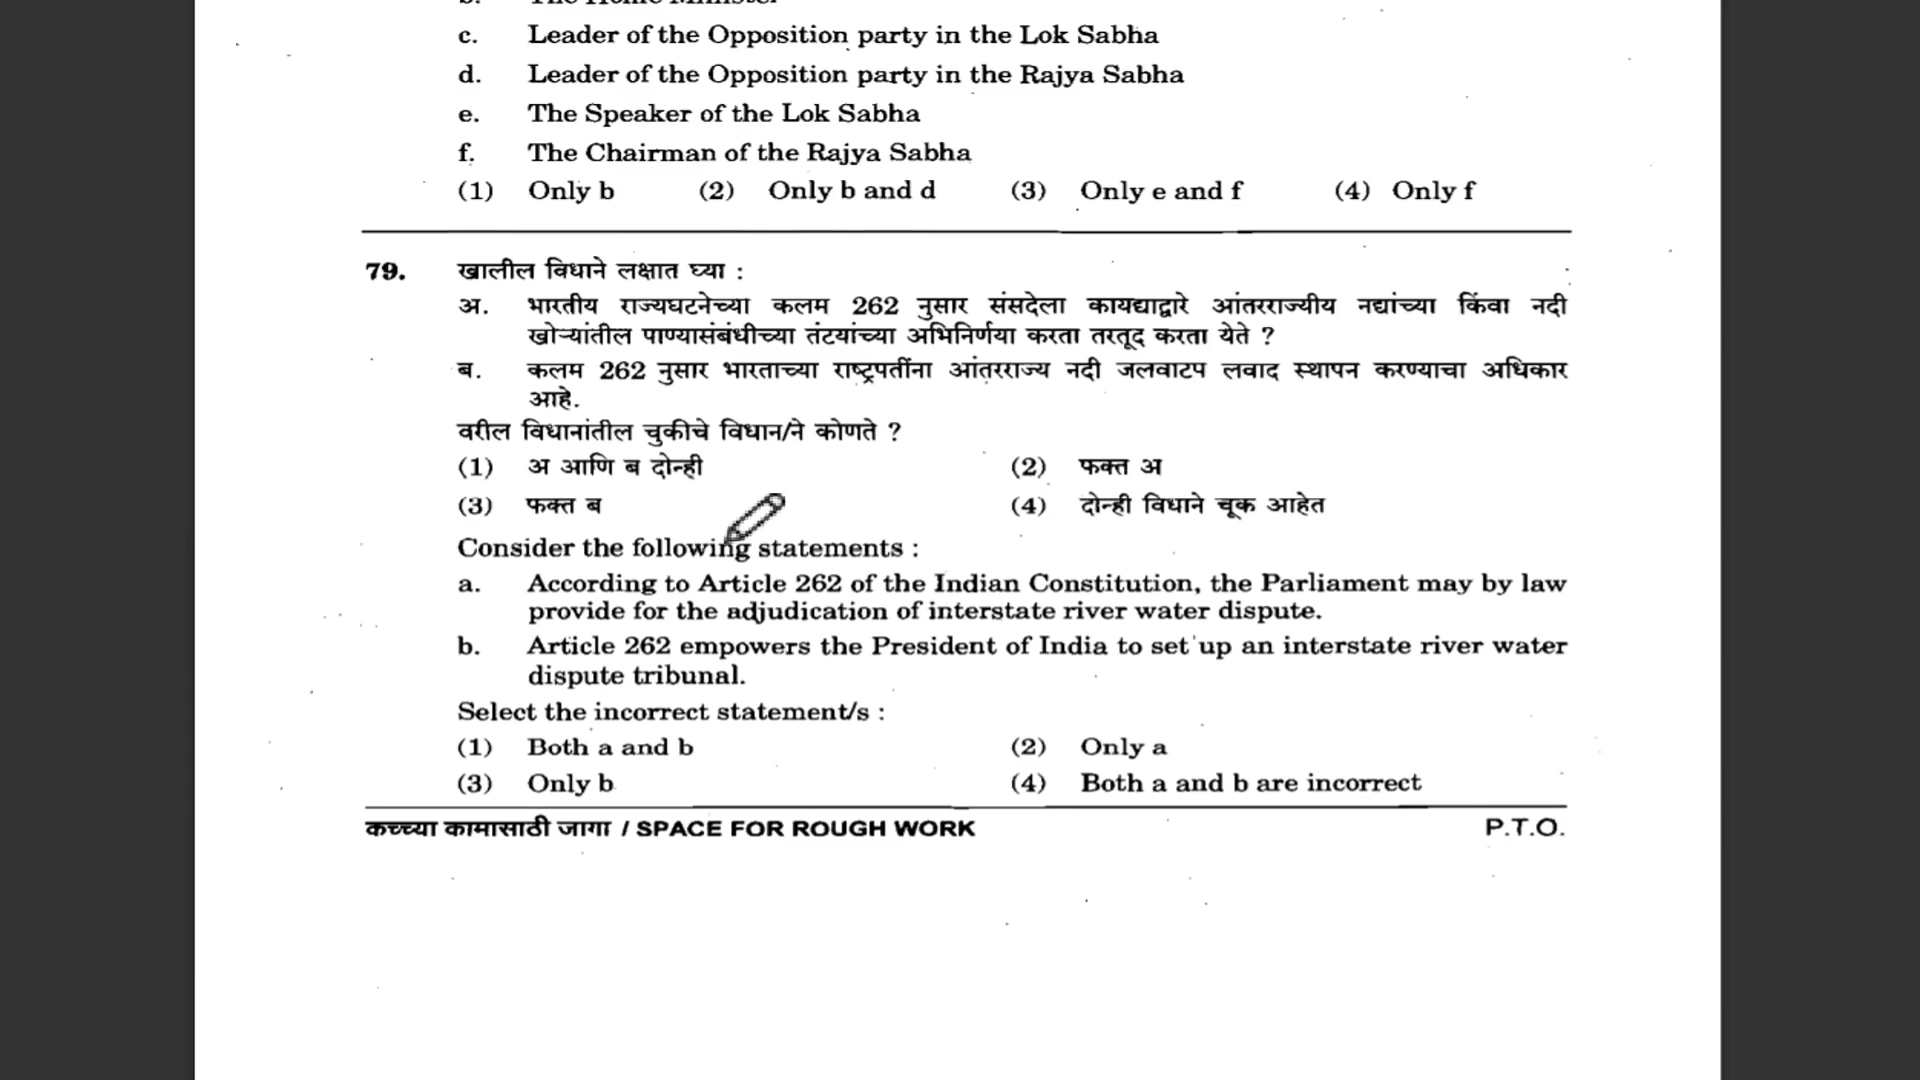 b. The Home Minister
c. Leader of the Opposition party in the Lok Sabha
d. Leader of the Opposition party in the Rajya Sabha
e. The Speaker of the Lok Sabha
f. The Chairman of the Rajya Sabha
(1) Only b (2) Only b and d (3) Only e and f (4) Only f
79. खालील विधाने लक्षात घ्या :
अ. भारतीय राज्यघटनेच्या कलम 262 नुसार संसदेला कायद्याद्वारे आंतरराज्यीय नद्यांच्या किंवा नदी
खोऱ्यांतील पाण्यासंबंधीच्या तंटयांच्या अभिनिर्णया करता तरतूद करता येते ?
ब. कलम 262 नुसार भारताच्या राष्ट्रपतींना आंतरराज्य नदी जलवाटप लवाद स्थापन करण्याचा अधिकार
आहे.
वरील विधानांतील चुकीचे विधान/ने कोणते ?
(1) अ आणि ब दोन्ही (2) फक्त अ
(3) फक्त ब (4) दोन्ही विधाने चूक आहेत
Consider the following statements :
a. According to Article 262 of the Indian Constitution, the Parliament may by law
provide for the adjudication of interstate river water dispute.
b. Article 262 empowers the President of India to set up an interstate river water
dispute tribunal.
Select the incorrect statement/s :
(1) Both a and b (2) Only a
(3) Only b (4) Both a and b are incorrect
कच्च्या कामासाठी जागा / SPACE FOR ROUGH WORK P.T.O.